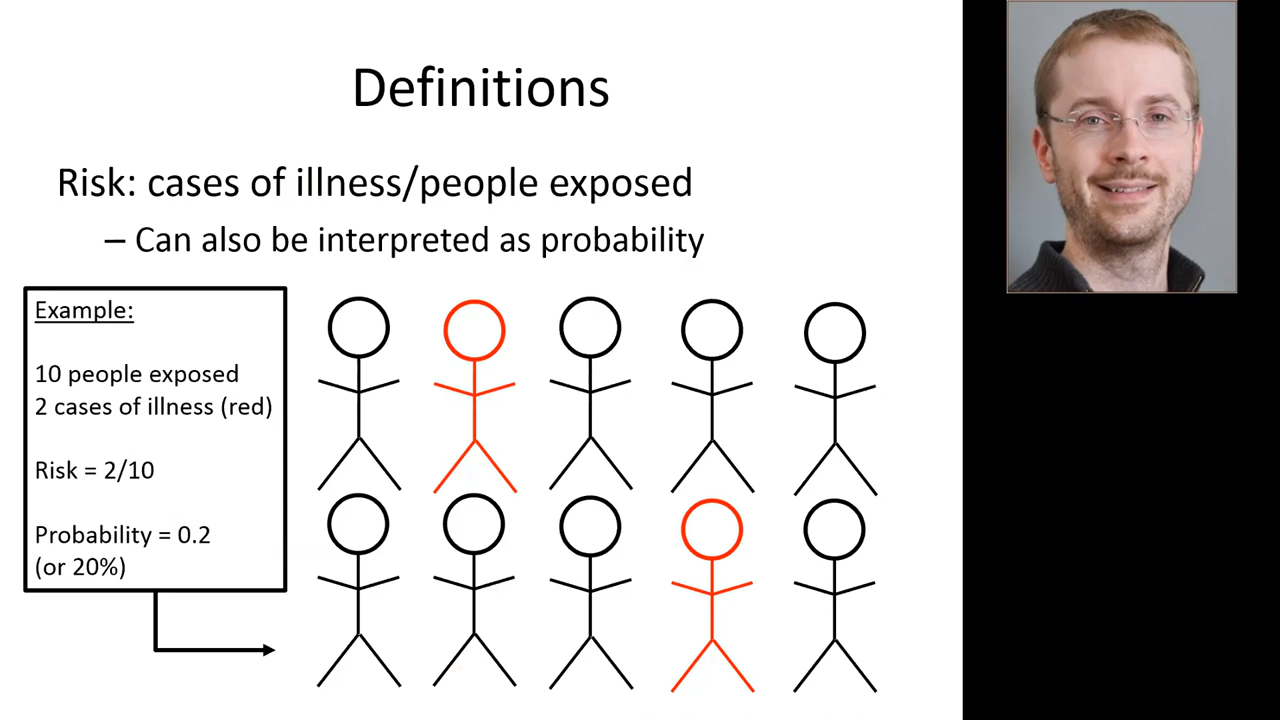 Definitions
Risk: cases of illness/people exposed
– Can also be interpreted as probability
Example:
10 people exposed
2 cases of illness (red)
Risk = 2/10
Probability = 0.2
(or 20%)